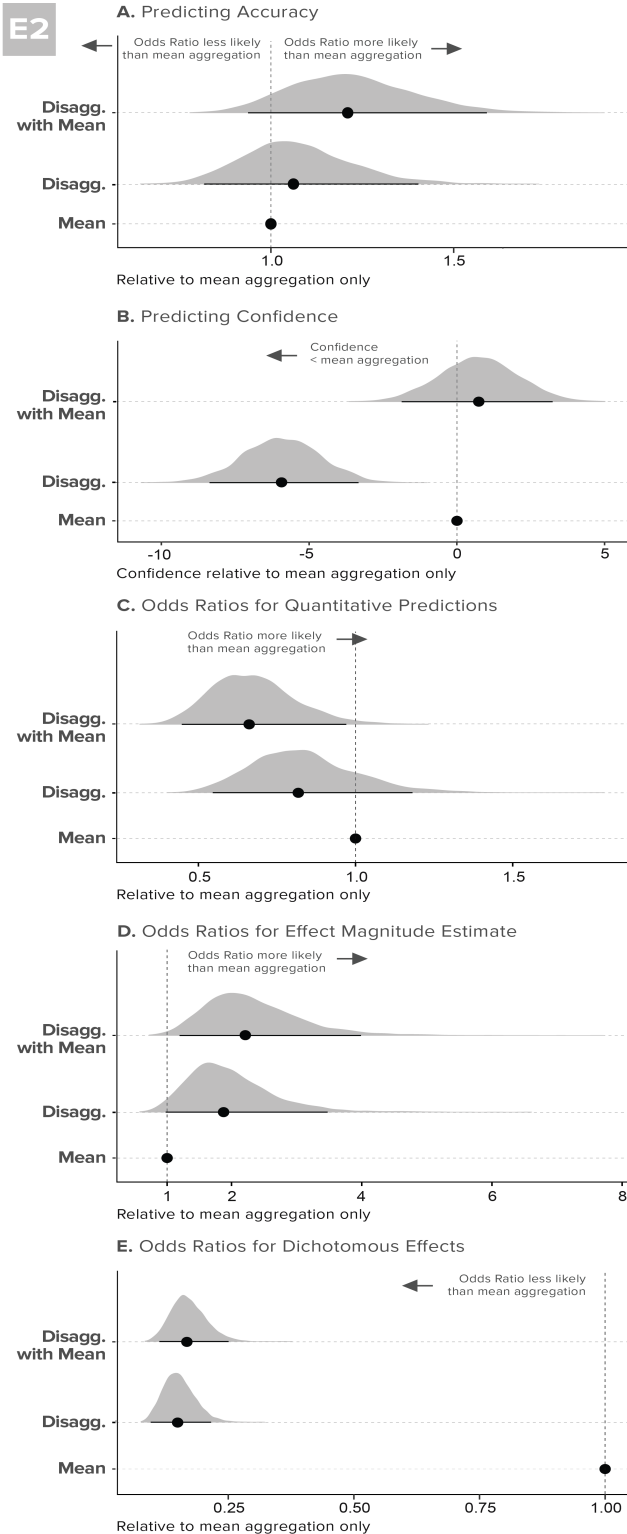 E2
A. Predicting Accuracy
Odds Ratio less likely
than mean aggregation
Odds Ratio more likely
than mean aggregation
Disagg.
with Mean
Disagg.
Mean
1.0 1.5
Relative to mean aggregation only
B. Predicting Confidence
Confidence
< mean aggregation
Disagg.
with Mean
Disagg.
Mean
-10 -5 0 5
Confidence relative to mean aggregation only
C. Odds Ratios for Quantitative Predictions
Odds Ratio more likely
than mean aggregation
Disagg.
with Mean
Disagg.
Mean
0.5 1.0 1.5
Relative to mean aggregation only
D. Odds Ratios for Effect Magnitude Estimate
Odds Ratio more likely
than mean aggregation
Disagg.
with Mean
Disagg.
Mean
1 2 4 6 8
Relative to mean aggregation only
E. Odds Ratios for Dichotomous Effects
Odds Ratio less likely
than mean aggregation
Disagg.
with Mean
Disagg.
Mean
0.25 0.50 0.75 1.00
Relative to mean aggregation only